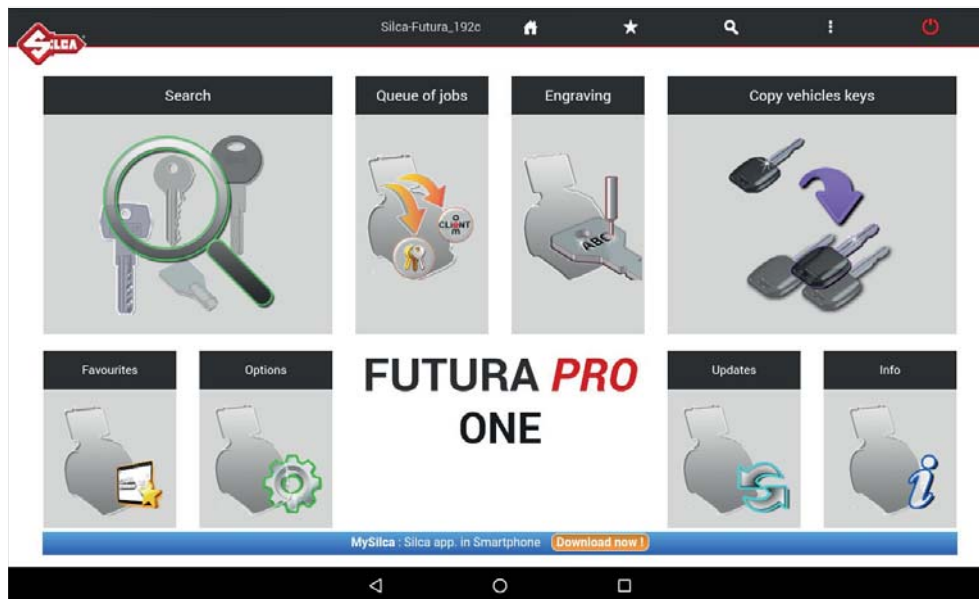 SILCA
Silca-Futura_192c
Search
Queue of jobs
Engraving
Copy vehicles keys
CLIENT
OM
ABC
Favourites
Options
FUTURA PRO
ONE
Updates
Info
MySilca : Silca app. in Smartphone Download now !